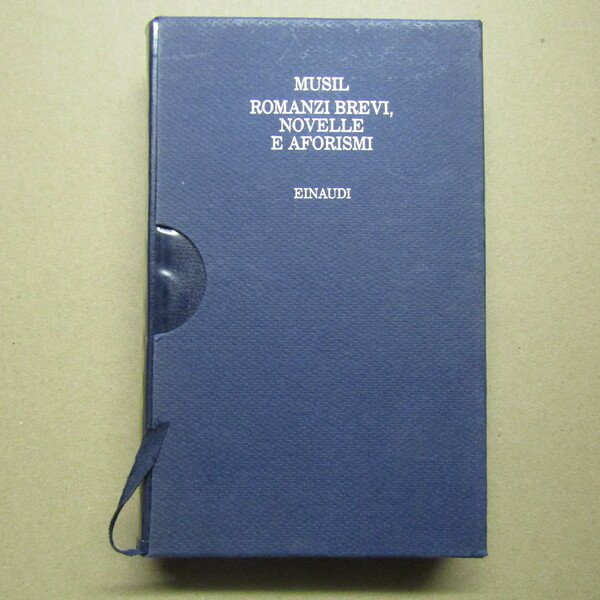 MUSIL
ROMANZI BREVI,
NOVELLE
E AFORISMI
EINAUDI